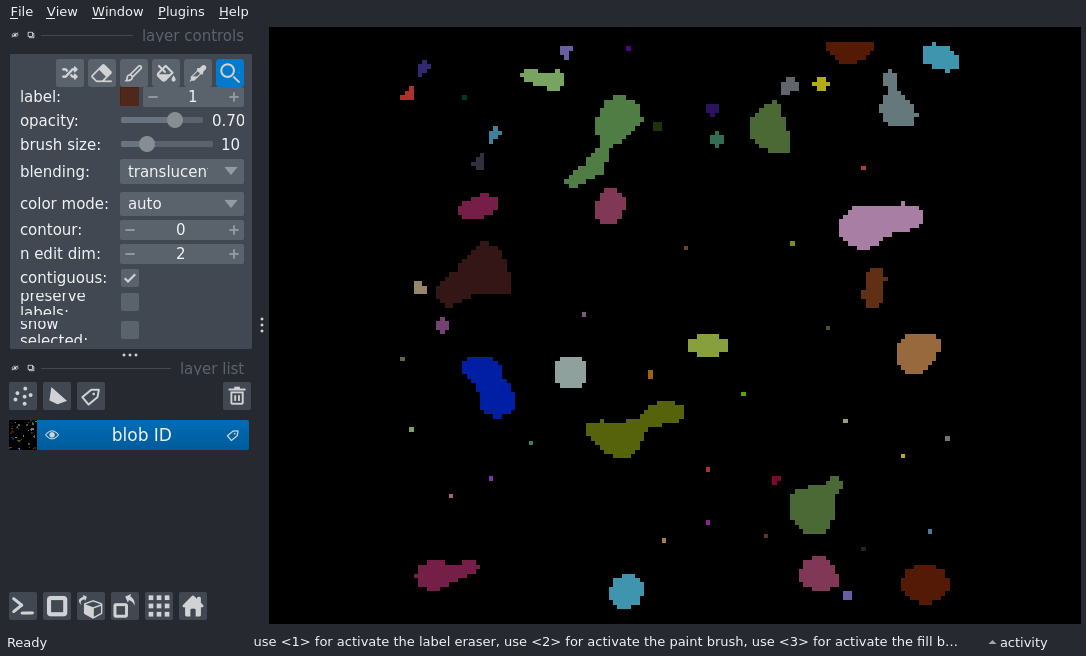 File View Window Plugins Help
layer controls
label: 1
opacity: 0.70
brush size: 10
blending: translucen
color mode: auto
contour: 0
n edit dim: 2
contiguous:
preserve
labels:
show
selected:
layer list
blob ID
Ready
use <1> for activate the label eraser, use <2> for activate the paint brush, use <3> for activate the fill b...
activity